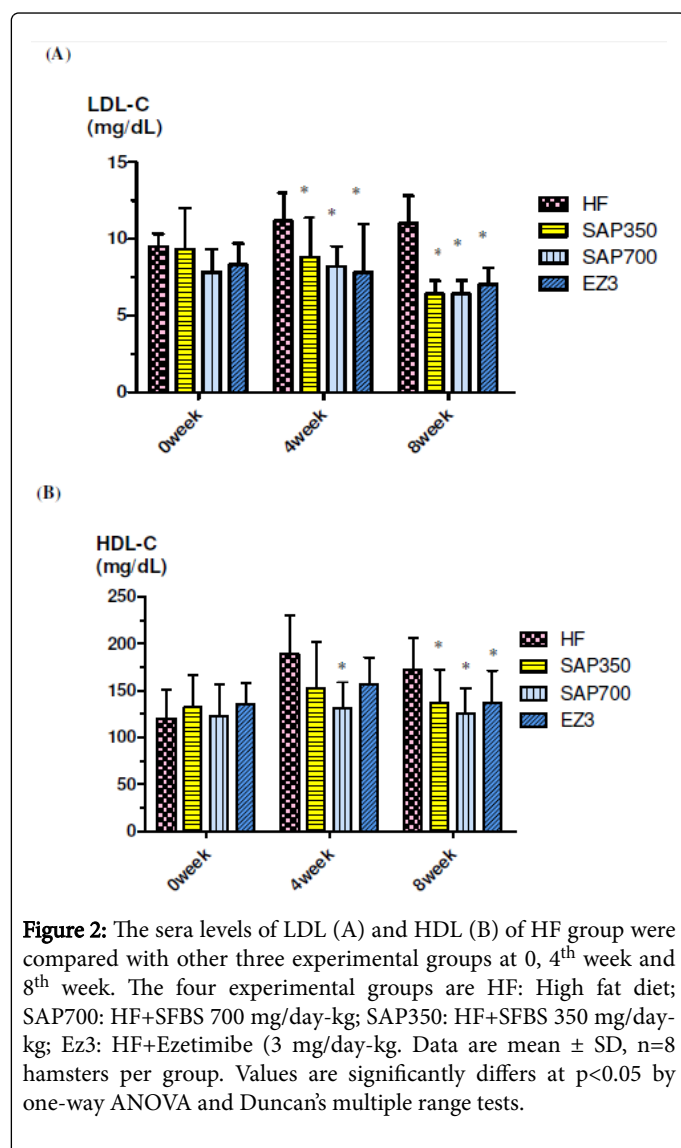 (A)
LDL-C
(mg/dL)
15
10
5
0
* * *
* * *
HF
SAP350
SAP700
EZ3
0week
4week
8week
(B)
HDL-C
(mg/dL)
250
200
150
100
50
0
*
* * *
HF
SAP350
SAP700
EZ3
0week
4week
8week
Figure 2: The sera levels of LDL (A) and HDL (B) of HF group were
compared with other three experimental groups at 0, 4th week and
8th week. The four experimental groups are HF: High fat diet;
SAP700: HF+SFBS 700 mg/day-kg; SAP350: HF+SFBS 350 mg/day-
kg; Ez3: HF+Ezetimibe (3 mg/day-kg. Data are mean ± SD, n=8
hamsters per group. Values are significantly differs at p<0.05 by
one-way ANOVA and Duncan's multiple range tests.